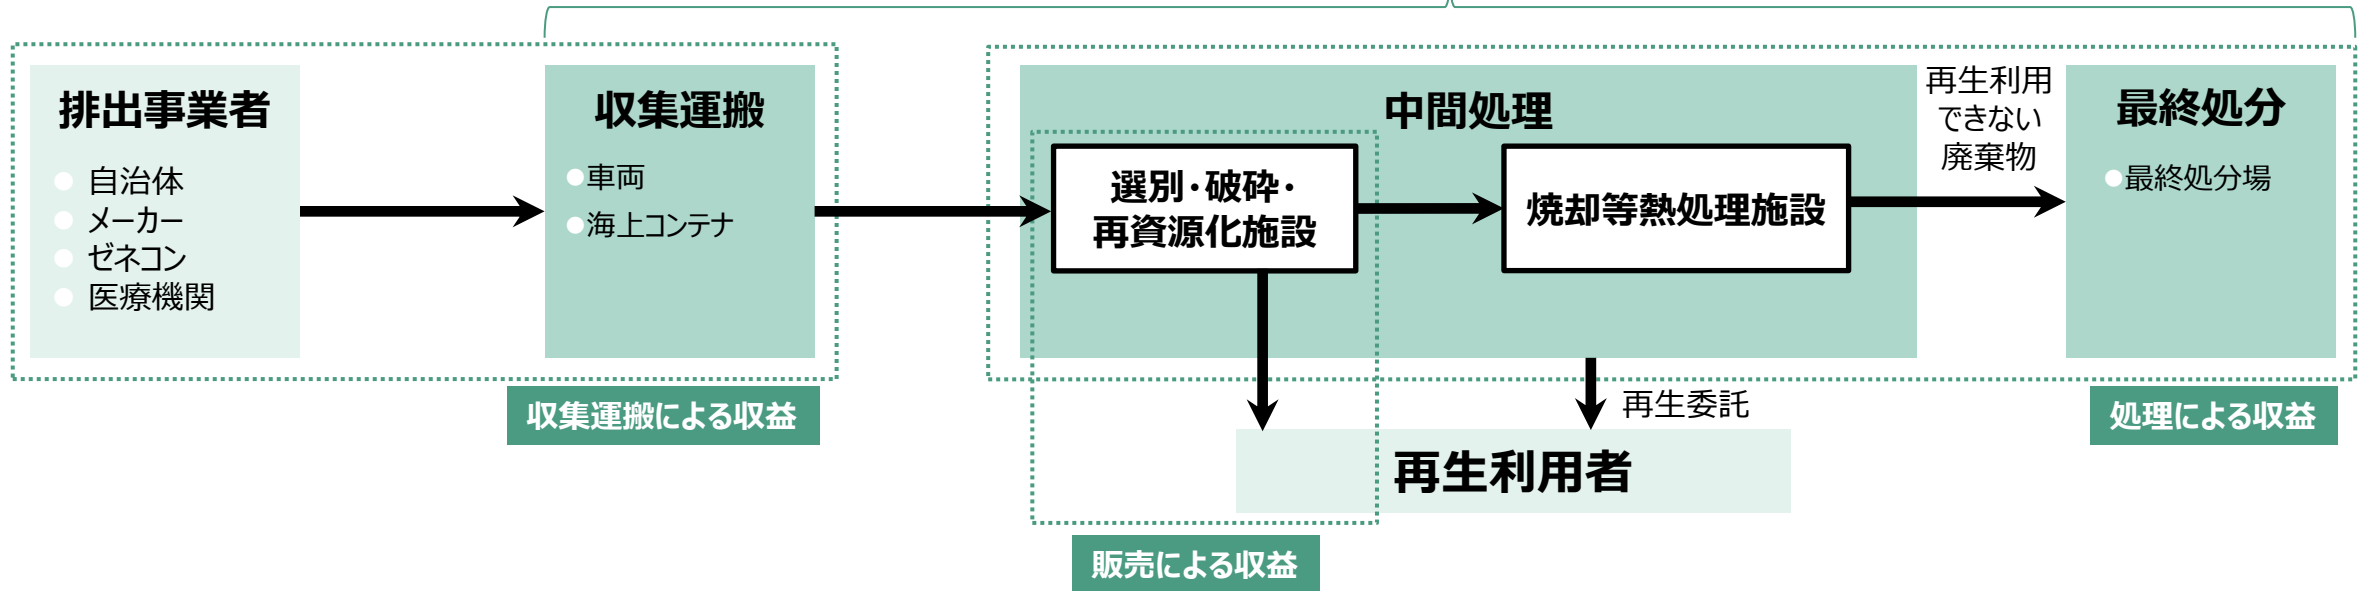 排出事業者
自治体
メーカー
ゼネコン
医療機関
収集運搬
車両
海上コンテナ
収集運搬による収益
中間処理
選別・破砕・
再資源化施設
焼却等熱処理施設
再生利用
できない
廃棄物
最終処分
最終処分場
処理による収益
再生委託
再生利用者
販売による収益